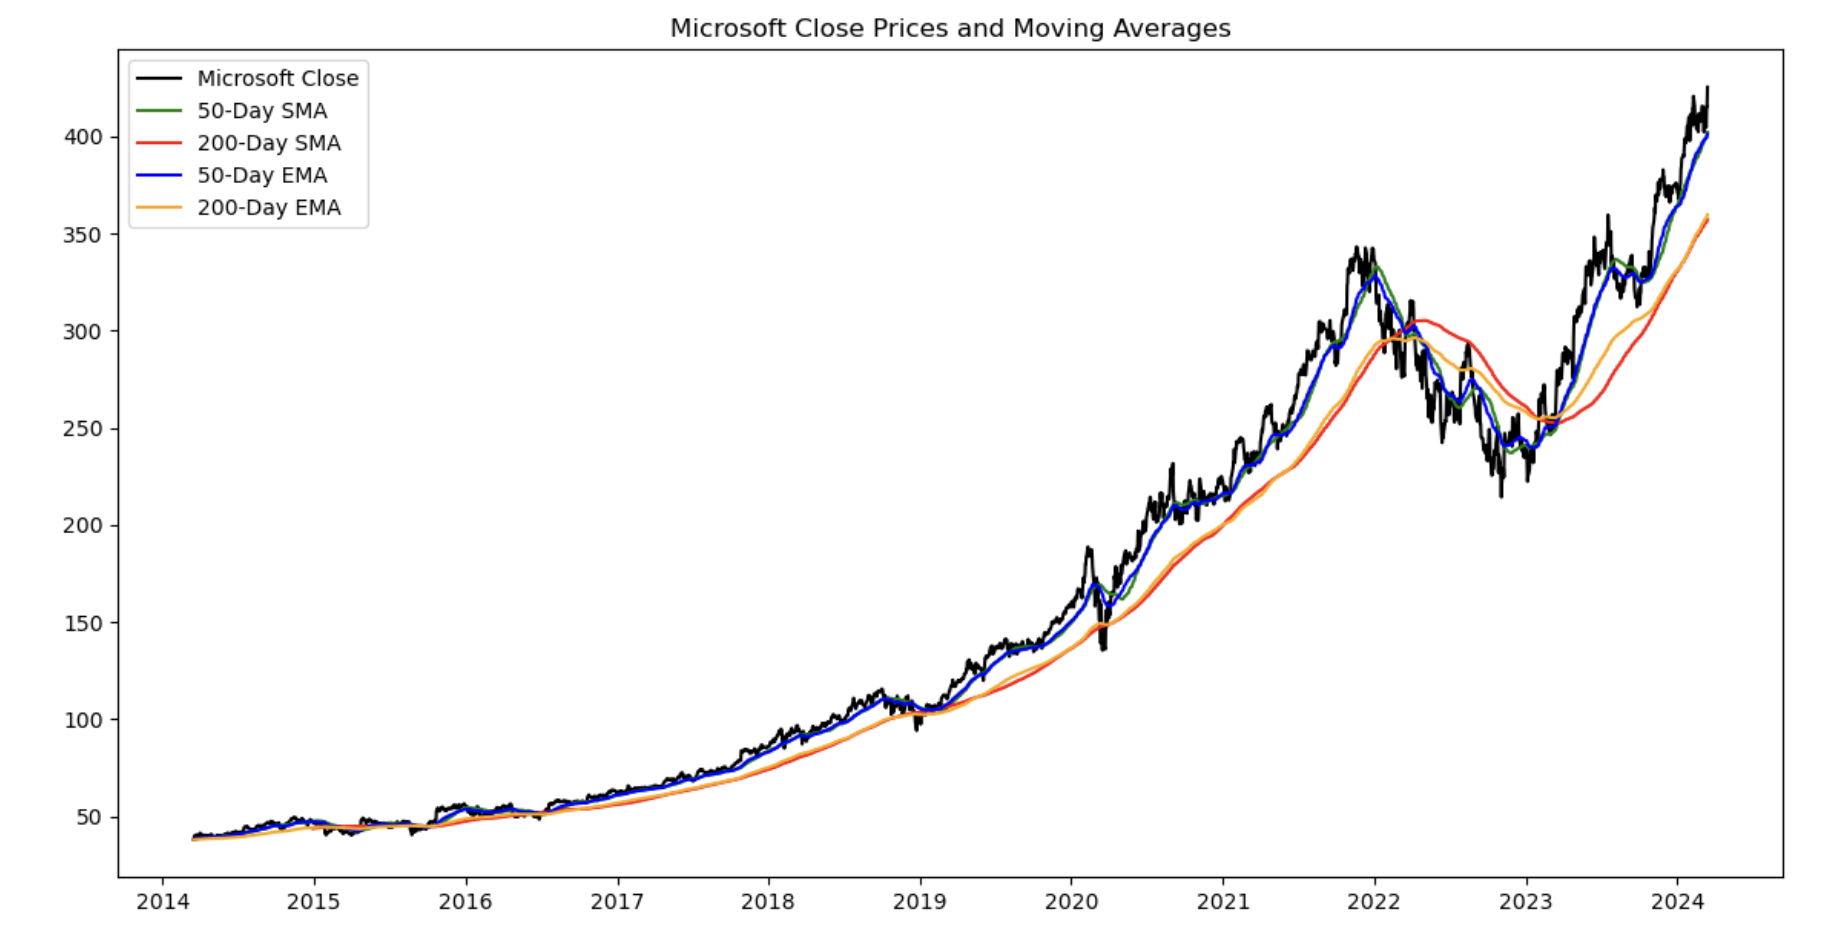 Microsoft Close Prices and Moving Averages
Microsoft Close
50-Day SMA
200-Day SMA
50-Day EMA
200-Day EMA
400
350
300
250
200
150
100
50
2014 2015 2016 2017 2018 2019 2020 2021 2022 2023 2024